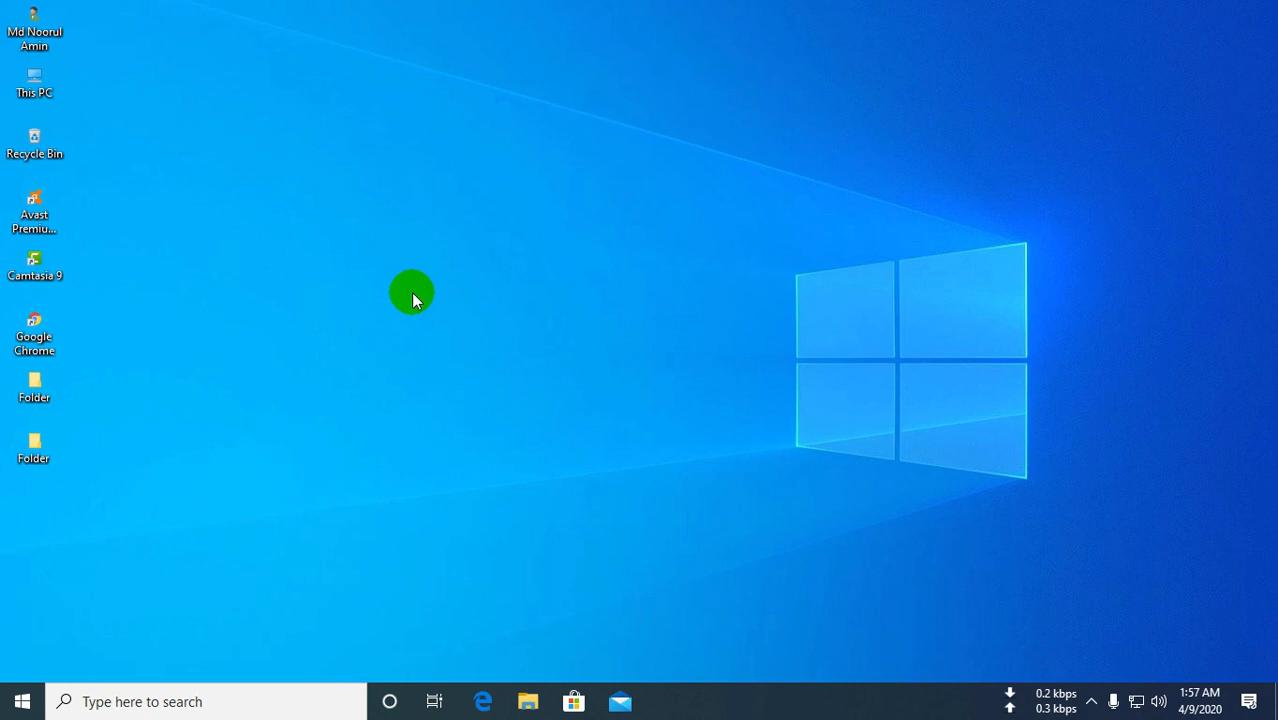 Md Noorul
Amin
This PC
Recycle Bin
Avast
Premiu...
Camtasia 9
Google
Chrome
Folder
Folder
Type here to search
0.2 kbps
0.3 kbps
1:57 AM
4/9/2020